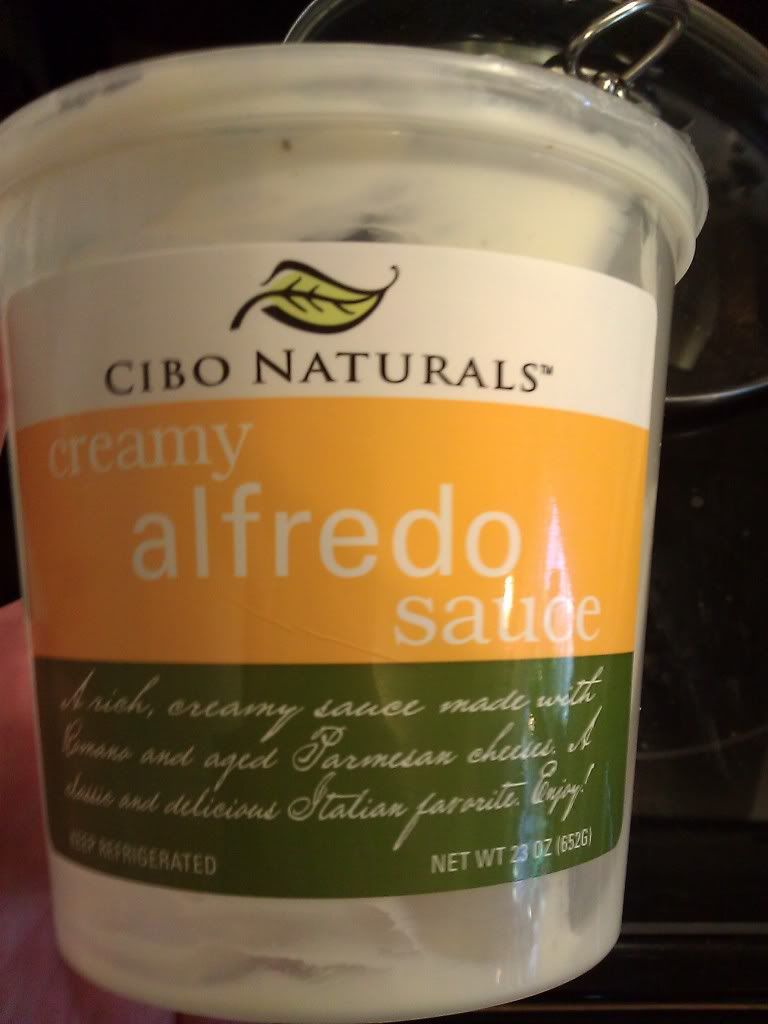 CIBO NATURALS™
creamy
alfredo
sauce
A rich, creamy sauce made with
Romano and aged Parmesan cheeses. A
classic and delicious Italian favorite. Enjoy!
KEEP REFRIGERATED
NET WT 23 OZ (652G)